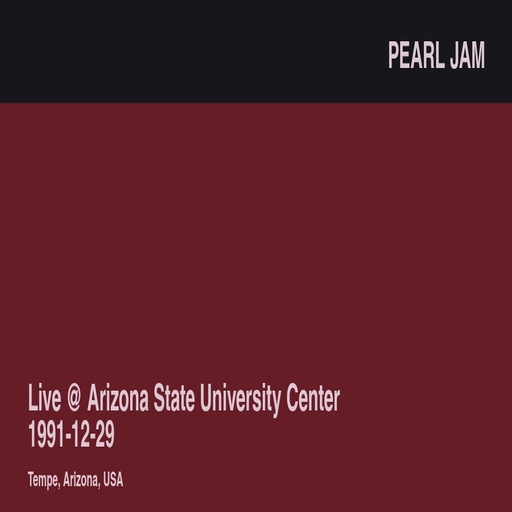 PEARL JAM
Live @ Arizona State University Center
1991-12-29
Tempe, Arizona, USA